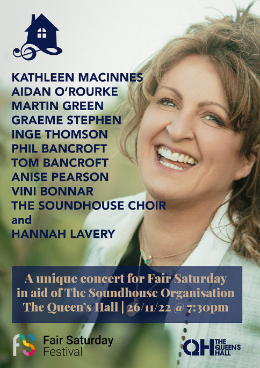 KATHLEEN MACINNES
AIDAN O'ROURKE
MARTIN GREEN
GRAEME STEPHEN
INGE THOMSON
PHIL BANCROFT
TOM BANCROFT
ANISE PEARSON
VINI BONNAR
THE SOUNDHOUSE CHOIR
and
HANNAH LAVERY
A unique concert for Fair Saturday
in aid of The Soundhouse Organisation
The Queen's Hall | 26/11/22 @ 7:30pm
fS Fair Saturday
Festival
QH THE
QUEEN'S
HALL